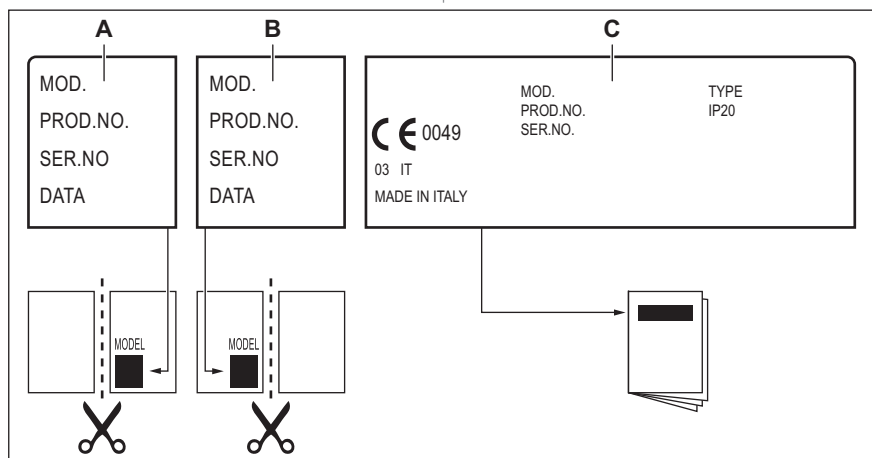 A
B
C
MOD.
PROD.NO.
SER.NO
DATA
MOD.
PROD.NO.
SER.NO
DATA
MOD.
PROD.NO.
SER.NO.
TYPE
IP20
CE 0049
03 IT
MADE IN ITALY
MODEL
MODEL